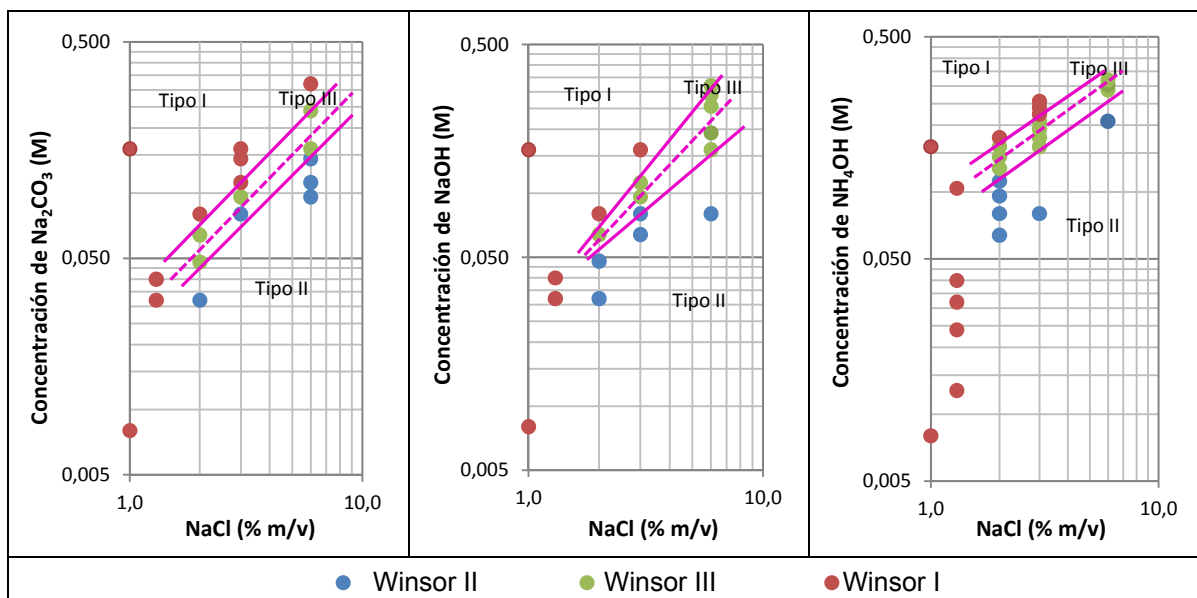 Concentración de Na2CO3 (M)
0,500
0,050
0,005
Tipo I
Tipo III
Tipo II
1,0
10,0
NaCl (% m/v)
Concentración de NaOH (M)
0,500
0,050
0,005
Tipo I
Tipo III
Tipo II
1,0
10,0
NaCl (% m/v)
Concentración de NH4OH (M)
0,500
0,050
0,005
Tipo I
Tipo III
Tipo II
1,0
10,0
NaCl (% m/v)
Winsor II
Winsor III
Winsor I